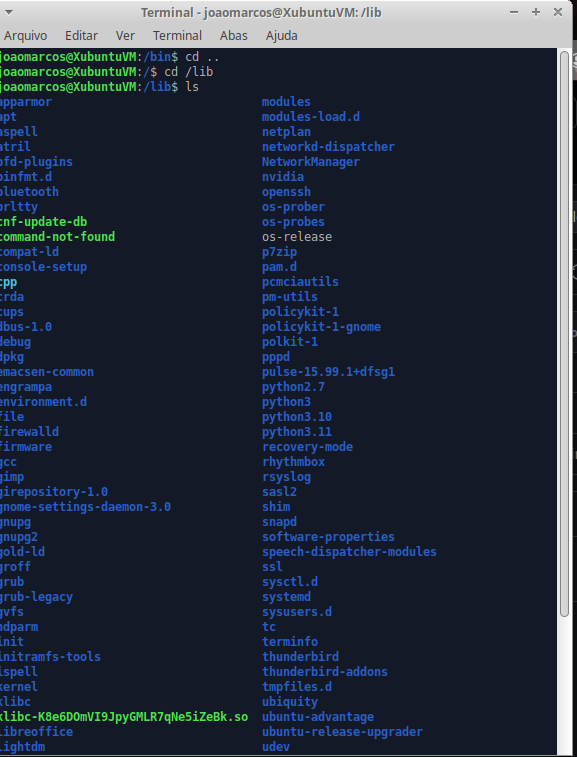 Terminal - joaomarcos@XubuntuVM: /lib
Arquivo Editar Ver Terminal Abas Ajuda
joaomarcos@XubuntuVM:/bin$ cd ..
joaomarcos@XubuntuVM:/$ cd /lib
joaomarcos@XubuntuVM:/lib$ ls
apparmor modules
apt modules-load.d
aspell netplan
atril networkd-dispatcher
bfd-plugins NetworkManager
binfmt.d nvidia
bluetooth openssh
brltty os-prober
cnf-update-db os-probes
command-not-found os-release
compat-ld p7zip
console-setup pam.d
cpp pcmciautils
crda pm-utils
cups policykit-1
dbus-1.0 policykit-1-gnome
debug polkit-1
dpkg pppd
emacsen-common pulse-15.99.1+dfsg1
engrampa python2.7
environment.d python3
file python3.10
firewalld python3.11
firmware recovery-mode
gcc rhythmbox
gimp rsyslog
girepository-1.0 sasl2
gnome-settings-daemon-3.0 shim
gnupg snapd
gnupg2 software-properties
gold-ld speech-dispatcher-modules
groff ssl
grub sysctl.d
grub-legacy systemd
gvfs sysusers.d
hdparm tc
init terminfo
initramfs-tools thunderbird
ispell thunderbird-addons
kernel tmpfiles.d
klibc ubiquity
klibc-K8e6DOmVI9JpyGMLR7qNe5iZeBk.so ubuntu-advantage
libreoffice ubuntu-release-upgrader
lightdm udev